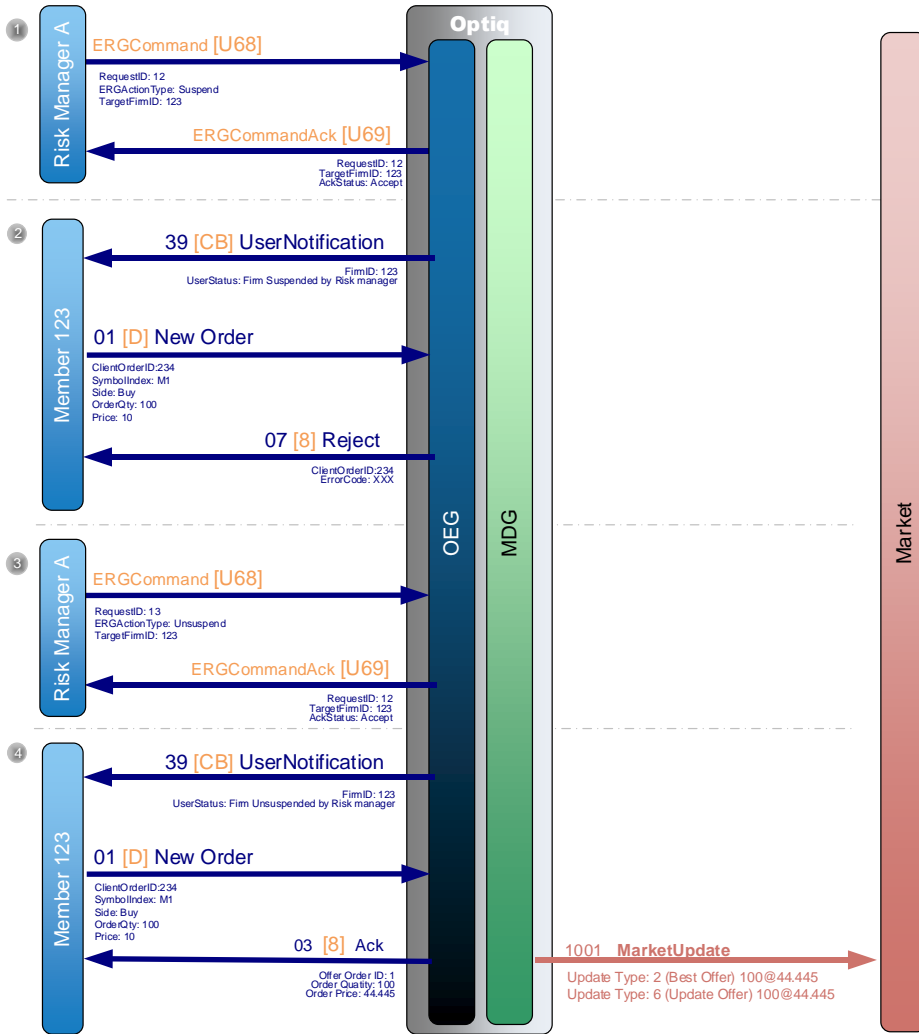 Optiq
1
Risk Manager A
ERGCommand [U68]
RequestID: 12
ERGActionType: Suspend
TargetFirmID: 123
ERGCommandAck [U69]
RequestID: 12
TargetFirmID: 123
AckStatus: Accept
2
Member 123
39 [CB] UserNotification
FirmID: 123
UserStatus: Firm Suspended by Risk manager
01 [D] New Order
ClientOrderID:234
SymbolIndex: M1
Side: Buy
OrderQty: 100
Price: 10
07 [8] Reject
ClientOrderID:234
ErrorCode: XXX
OEG
MDG
Market
3
Risk Manager A
ERGCommand [U68]
RequestID: 13
ERGActionType: Unsuspend
TargetFirmID: 123
ERGCommandAck [U69]
RequestID: 12
TargetFirmID: 123
AckStatus: Accept
4
Member 123
39 [CB] UserNotification
FirmID: 123
UserStatus: Firm Unsuspended by Risk manager
01 [D] New Order
ClientOrderID:234
SymbolIndex: M1
Side: Buy
OrderQty: 100
Price: 10
03 [8] Ack
Offer Order ID: 1
Order Quatity: 100
Order Price: 44.445
1001 MarketUpdate
Update Type: 2 (Best Offer) 100@44.445
Update Type: 6 (Update Offer) 100@44.445